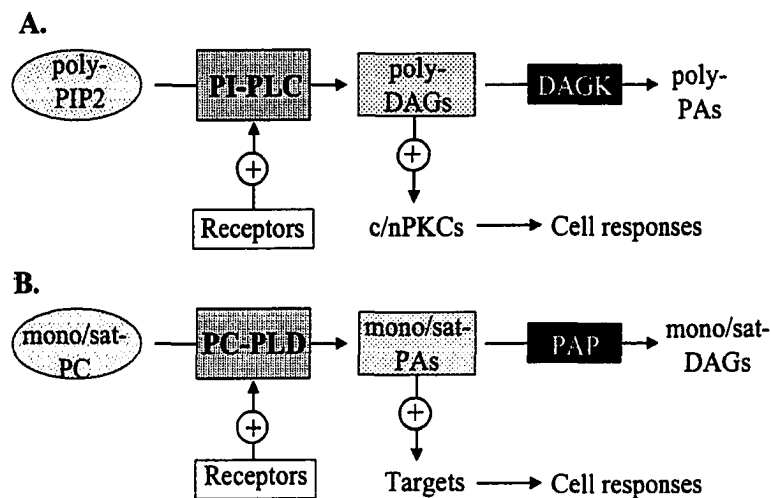 A.
poly-
PIP2
PI-PLC
poly-
DAGs
DAGK
poly-
PAs
+
+
Receptors
c/nPKCs
Cell responses
B.
mono/sat-
PC
PC-PLD
mono/sat-
PAs
PAP
mono/sat-
DAGs
+
+
Receptors
Targets
Cell responses